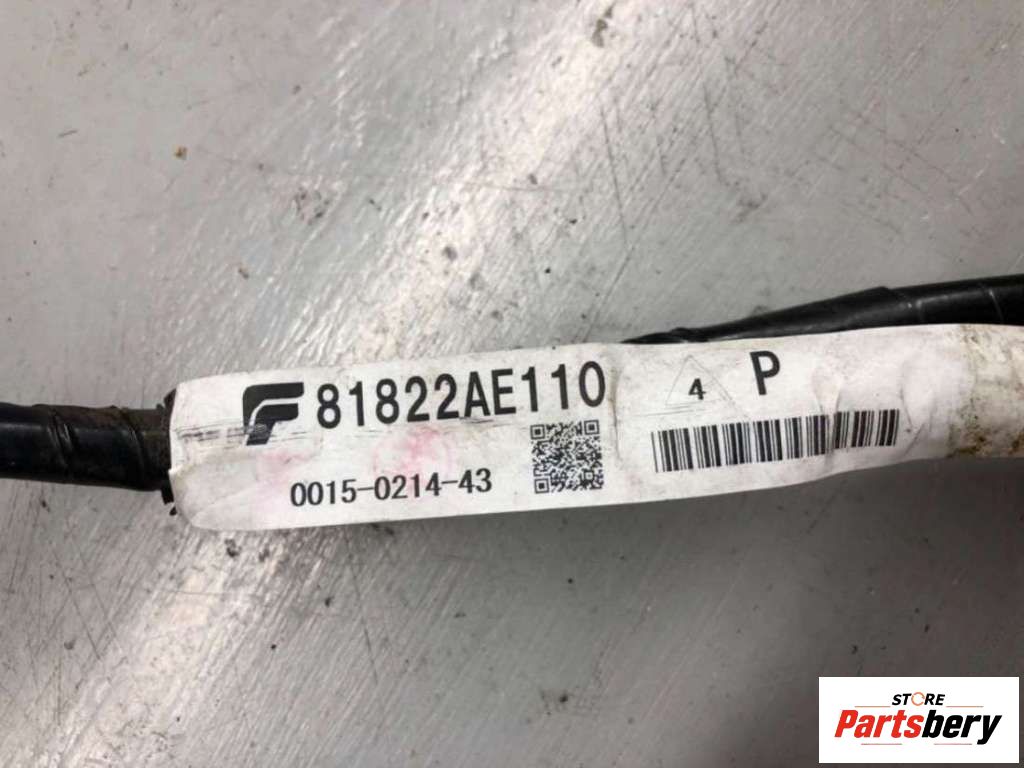 81822AE110
4 P
0015-0214-43
STORE
Partsbery